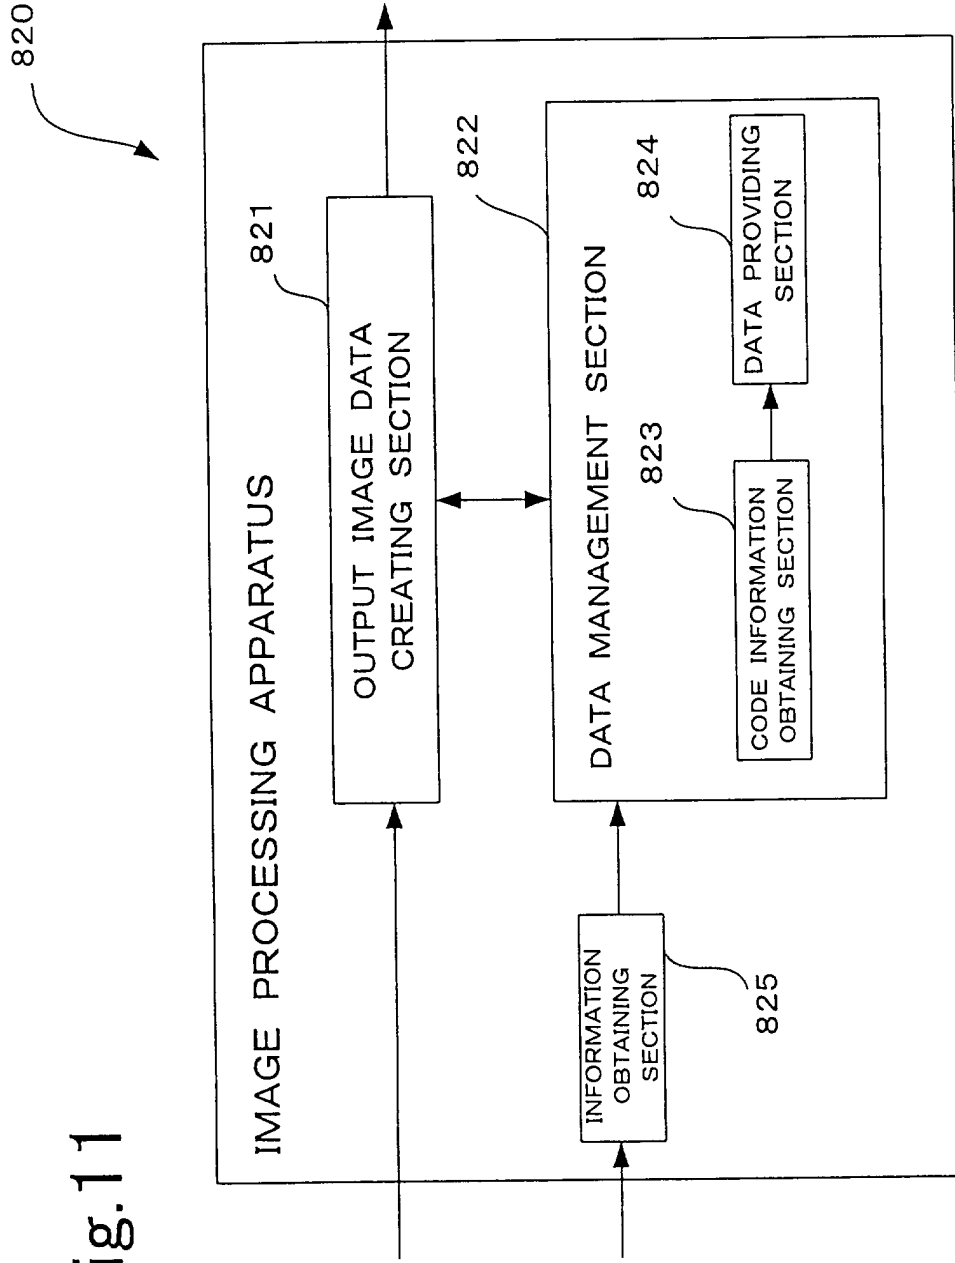 ig.11
820
IMAGE PROCESSING APPARATUS
821
OUTPUT IMAGE DATA
CREATING SECTION
822
DATA MANAGEMENT SECTION
823
CODE INFORMATION
OBTAINING SECTION
824
DATA PROVIDING
SECTION
INFORMATION
OBTAINING
SECTION
825